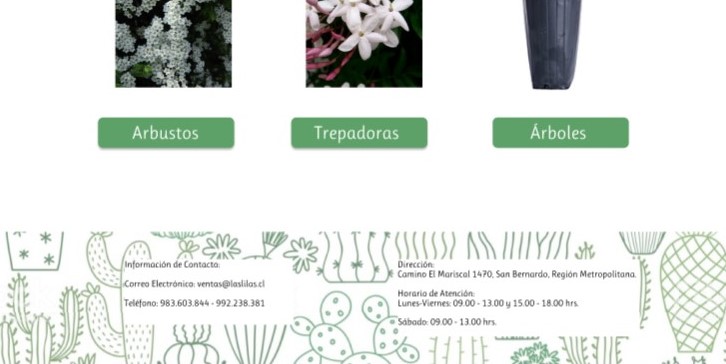 Arbustos
Trepadoras
Árboles
Información de Contacto:
Correo Electrónico: ventas@laslilas.cl
Teléfono: 983.603.844 - 992.238.381
Dirección:
Camino El Mariscal 1470, San Bernardo, Región Metropolitana.
Horario de Atención:
Lunes-Viernes: 09.00 - 13.00 y 15.00 - 18.00 hrs.
Sábado: 09.00 - 13.00 hrs.